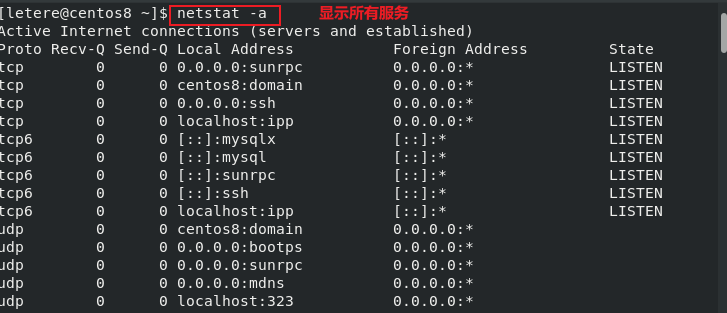 [letere@centos8 ~]$ netstat -a 显示所有服务
Active Internet connections (servers and established)
Proto Recv-Q Send-Q Local Address Foreign Address State
tcp 0 0 0.0.0.0:sunrpc 0.0.0.0:* LISTEN
tcp 0 0 centos8:domain 0.0.0.0:* LISTEN
tcp 0 0 0.0.0.0:ssh 0.0.0.0:* LISTEN
tcp 0 0 localhost:ipp 0.0.0.0:* LISTEN
tcp6 0 0 [::]:mysqlx [::]:* LISTEN
tcp6 0 0 [::]:mysql [::]:* LISTEN
tcp6 0 0 [::]:sunrpc [::]:* LISTEN
tcp6 0 0 [::]:ssh [::]:* LISTEN
tcp6 0 0 localhost:ipp [::]:* LISTEN
udp 0 0 centos8:domain 0.0.0.0:*
udp 0 0 0.0.0.0:bootps 0.0.0.0:*
udp 0 0 0.0.0.0:sunrpc 0.0.0.0:*
udp 0 0 0.0.0.0:mdns 0.0.0.0:*
udp 0 0 localhost:323 0.0.0.0:*